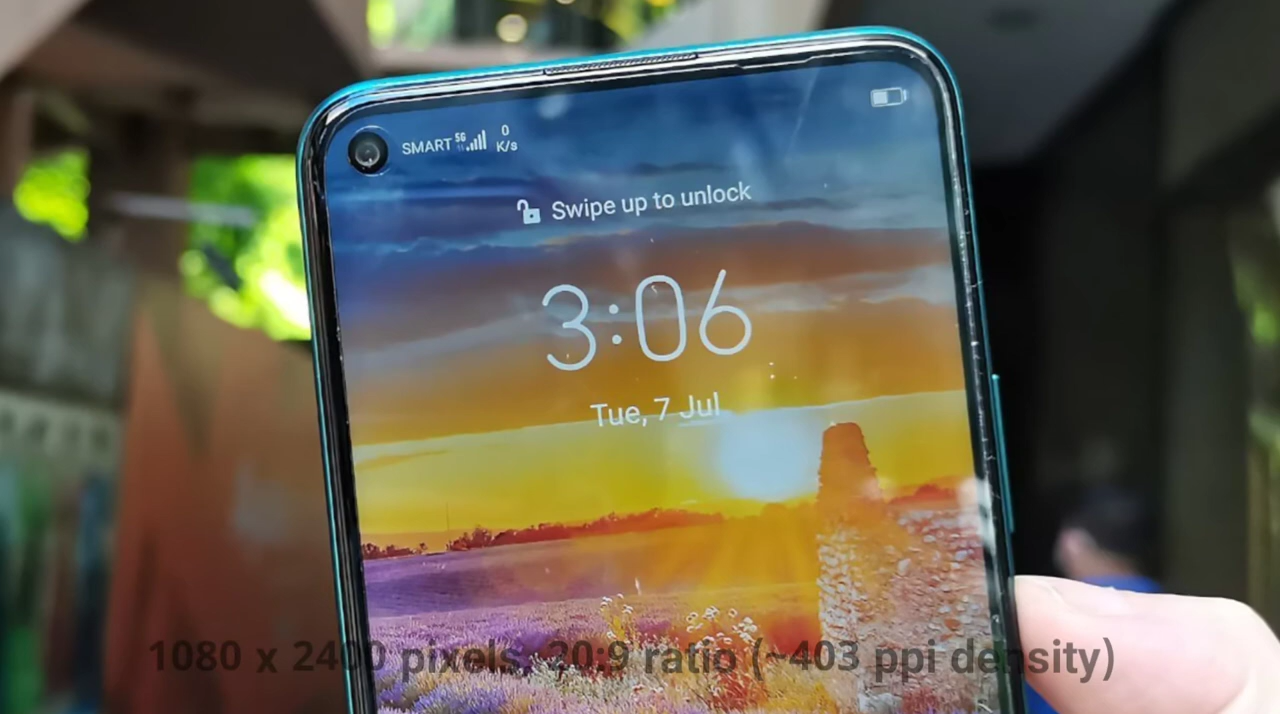 SMART 5G 0 K/s
Swipe up to unlock
3:06
Tue, 7 Jul
1080 x 2400 pixels, 20:9 ratio (~403 ppi density)